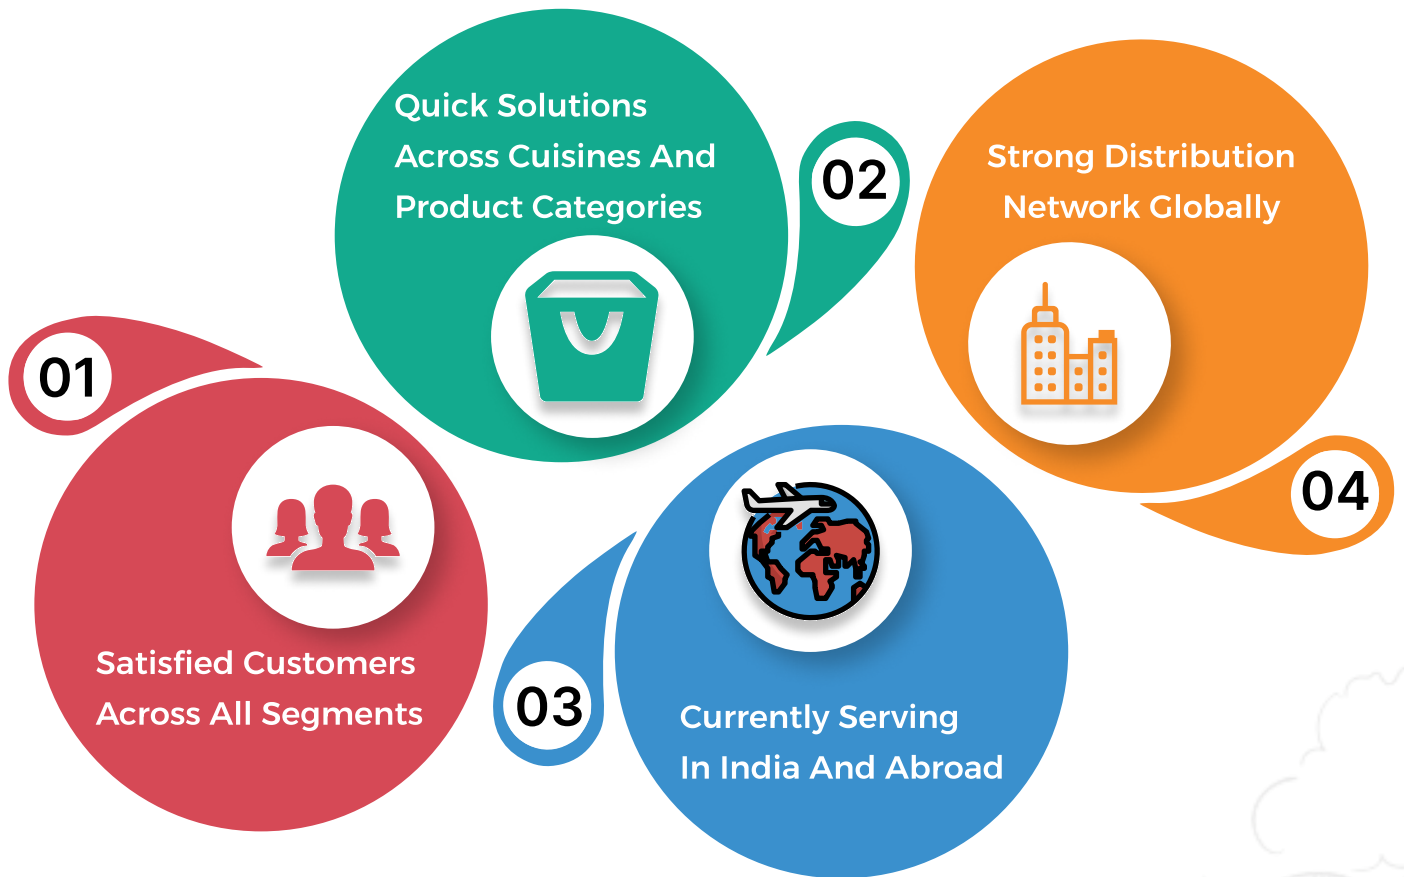 01
Satisfied Customers
Across All Segments
Quick Solutions
Across Cuisines And
Product Categories
02
03
Currently Serving
In India And Abroad
Strong Distribution
Network Globally
04